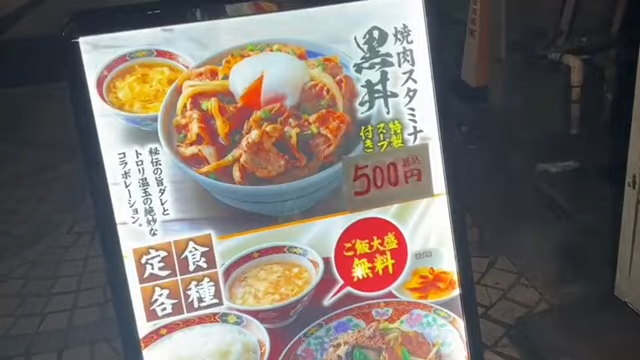 焼肉スタミナ
黒丼
特製
スープ
付き
500円
税込
秘伝の旨ダレと
トロリ温玉の絶妙な
コラボレーション。
定食
各種
ご飯大盛
無料